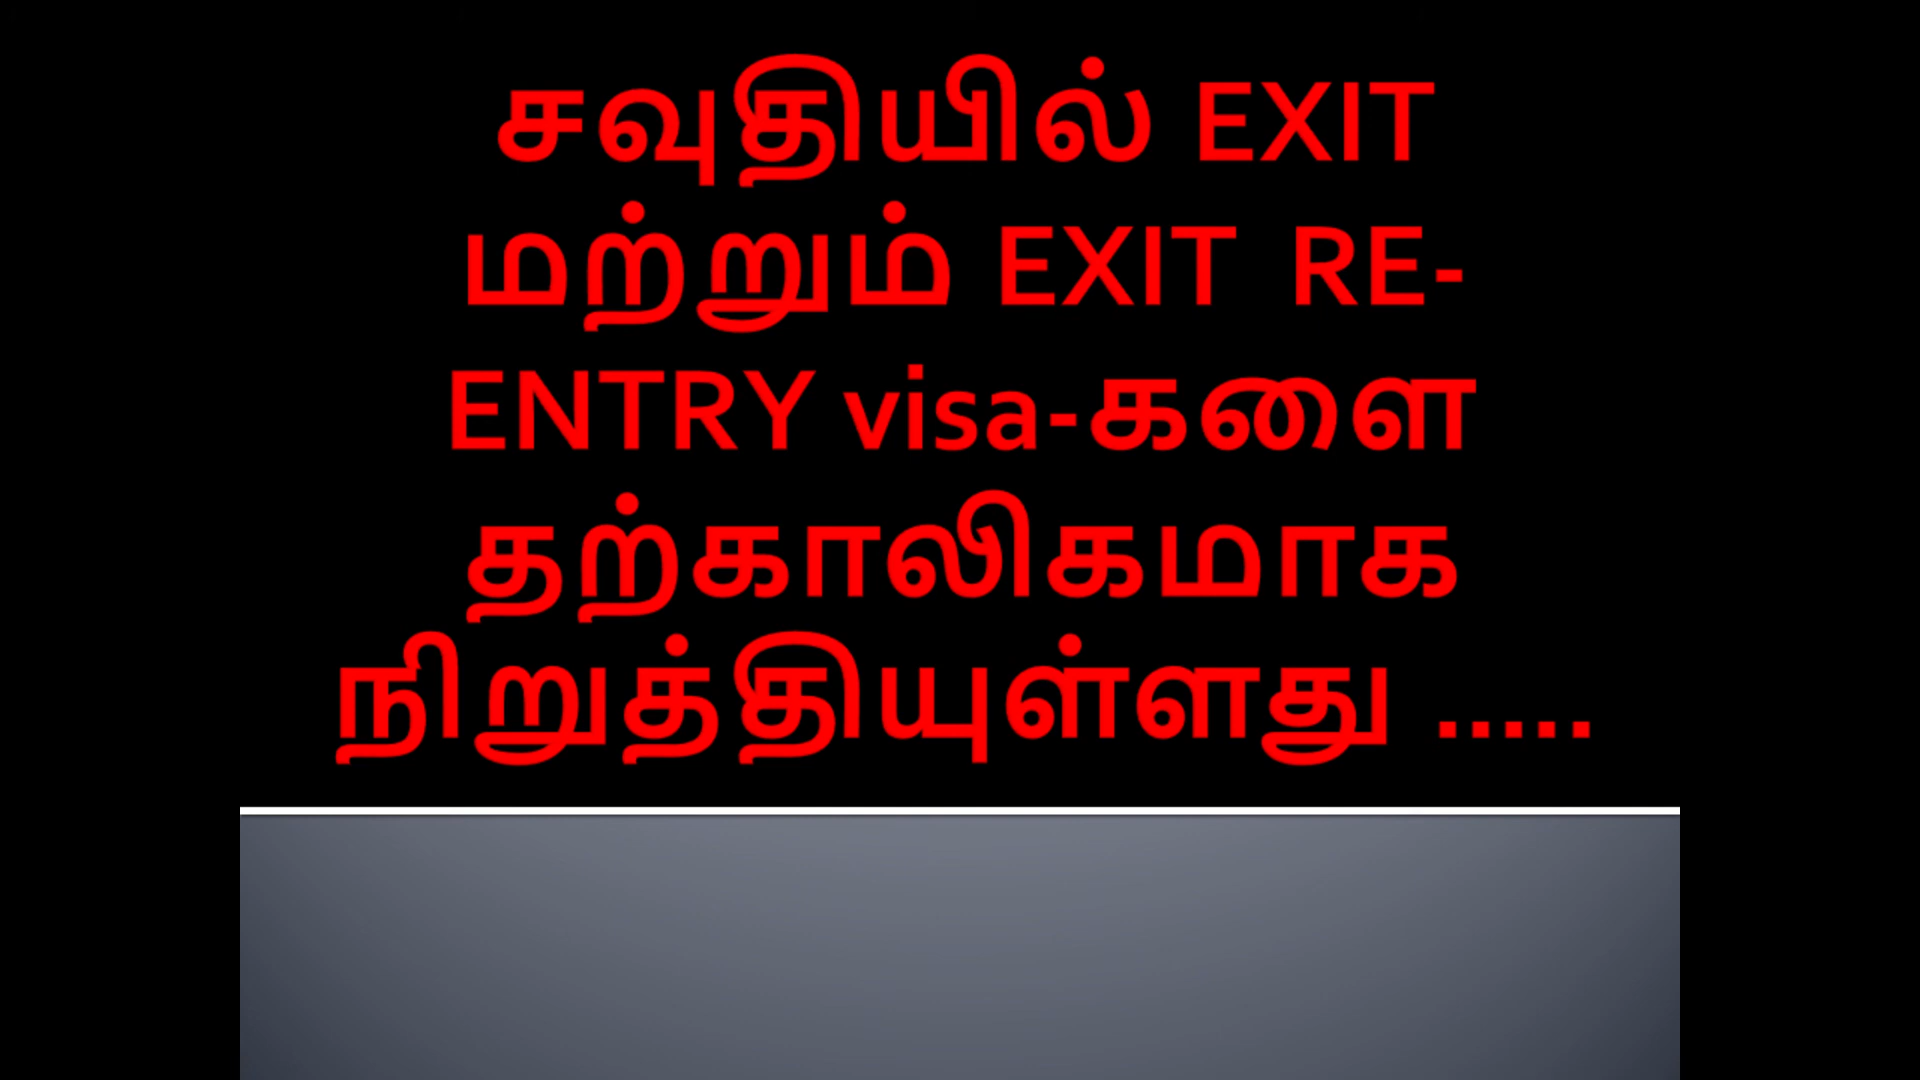 சவுதியில் EXIT
மற்றும் EXIT RE-
ENTRY visa-களை
தற்காலிகமாக
நிறுத்தியுள்ளது .....